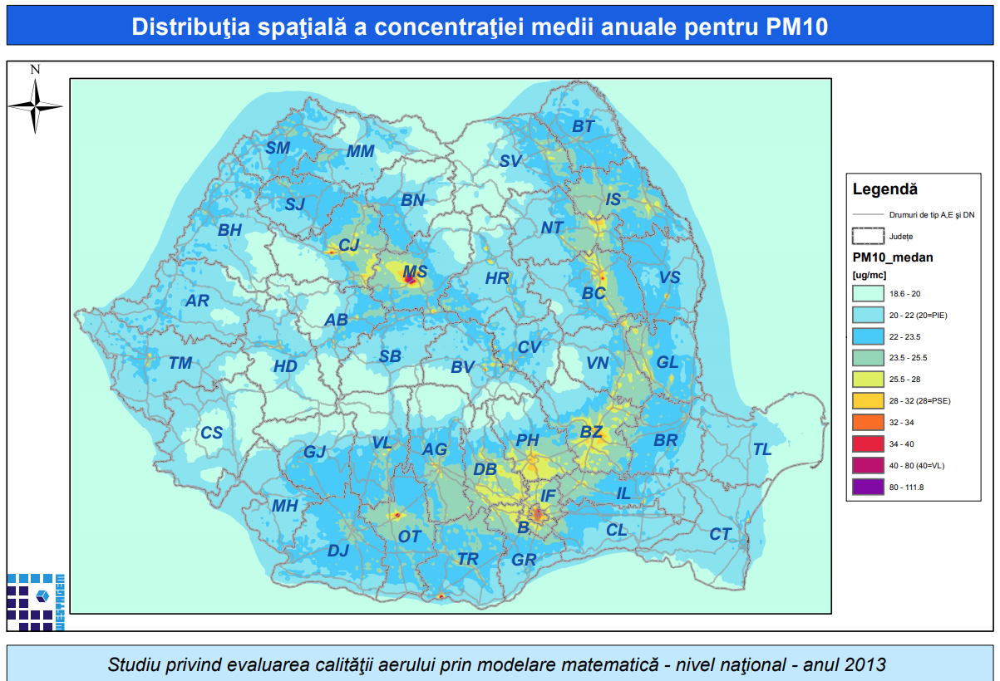 Distribuţia spaţială a concentraţiei medii anuale pentru PM10
N
BT
SM
MM
SV
BN
IS
SJ
BH
NT
CJ
MS
HR
VS
BC
AR
AB
CV
TM
HD
SB
BV
VN
GL
CS
VL
AG
PH
BZ
BR
TL
GJ
DB
IF
IL
MH
B
CL
CT
OT
DJ
TR
GR
Legendă
Drumuri de tip A,E şi DN
Județe
PM10_medan
[ug/mc]
18.6 - 20
20 - 22 (20=PIE)
22 - 23.5
23.5 - 25.5
25.5 - 28
28 - 32 (28=PSE)
32 - 34
34 - 40
40 - 80 (40=VL)
80 - 111.8
WESTAGEM
Studiu privind evaluarea calităţii aerului prin modelare matematică - nivel naţional - anul 2013